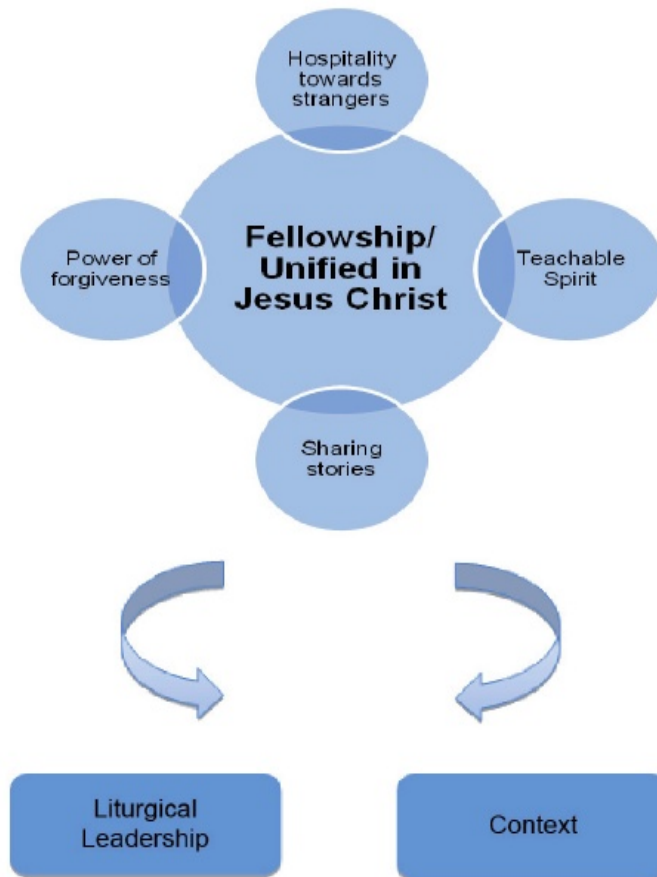 Hospitality
towards
strangers
Fellowship/
Unified in
Jesus Christ
Power of
forgiveness
Teachable
Spirit
Sharing
stories
Liturgical
Leadership
Context